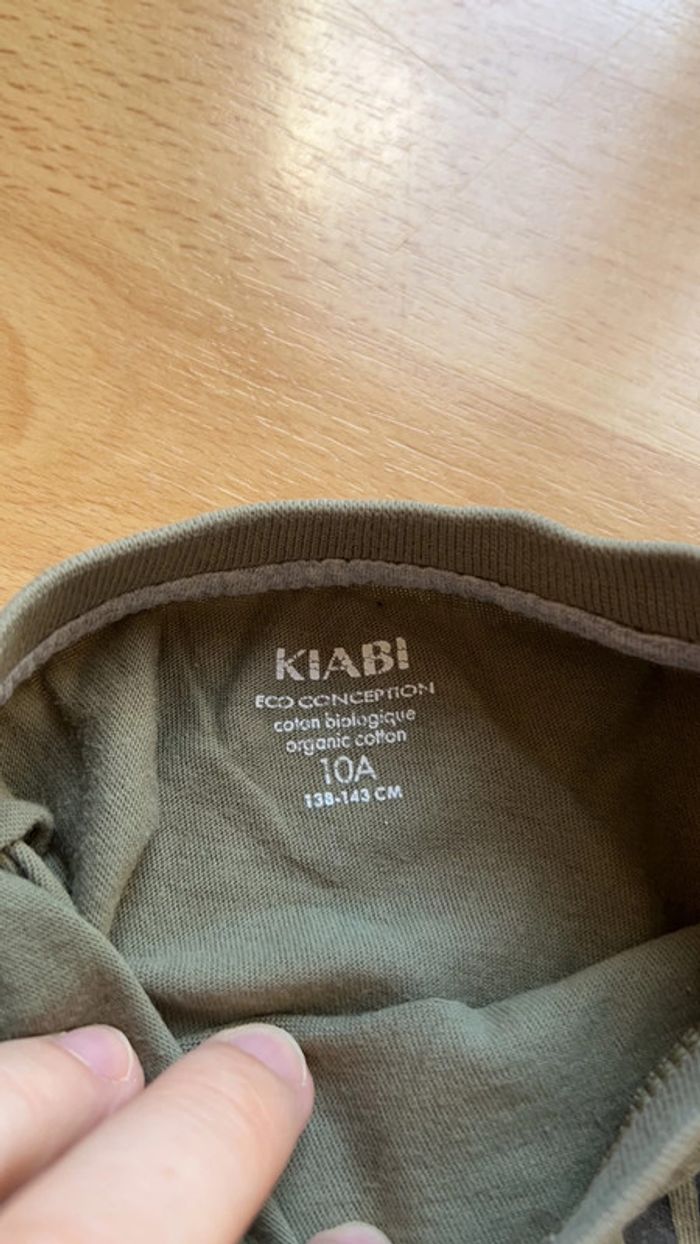 KIABI
ECO CONCEPTION
coton biologique
organic cotton
10A
138-143 CM